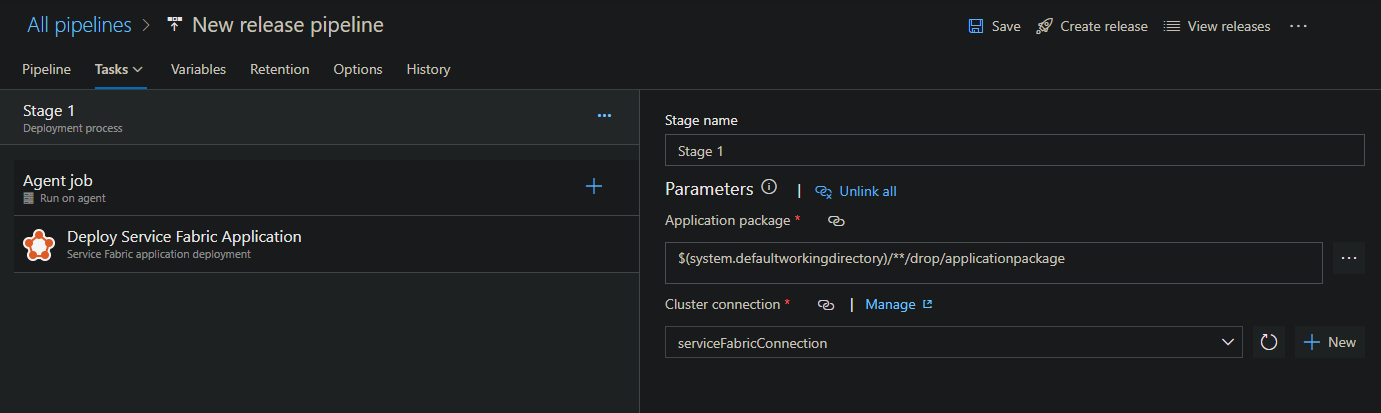 All pipelines > New release pipeline
Save Create release View releases ...
Pipeline Tasks Variables Retention Options History
Stage 1
Deployment process
...
Agent job
Run on agent
Deploy Service Fabric Application
Service Fabric application deployment
Stage name
Stage 1
Parameters | Unlink all
Application package *
$(system.defaultworkingdirectory)/**/drop/applicationpackage
...
Cluster connection * | Manage
serviceFabricConnection
+ New